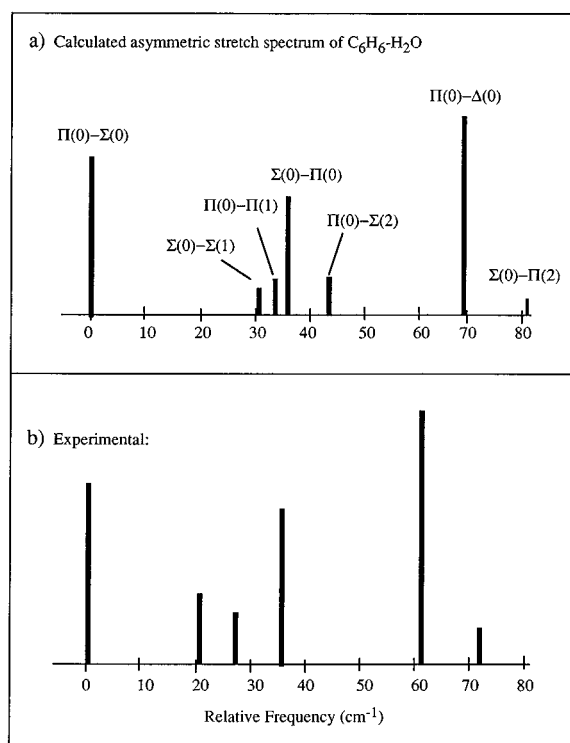 a) Calculated asymmetric stretch spectrum of C₆H₆-H₂O
Π(0)–Δ(0)
Π(0)–Σ(0)
Σ(0)–Π(0)
Π(0)–Π(1)
Π(0)–Σ(2)
Σ(0)–Σ(1)
Σ(0)–Π(2)
0 10 20 30 40 50 60 70 80
b) Experimental:
0 10 20 30 40 50 60 70 80
Relative Frequency (cm⁻¹)